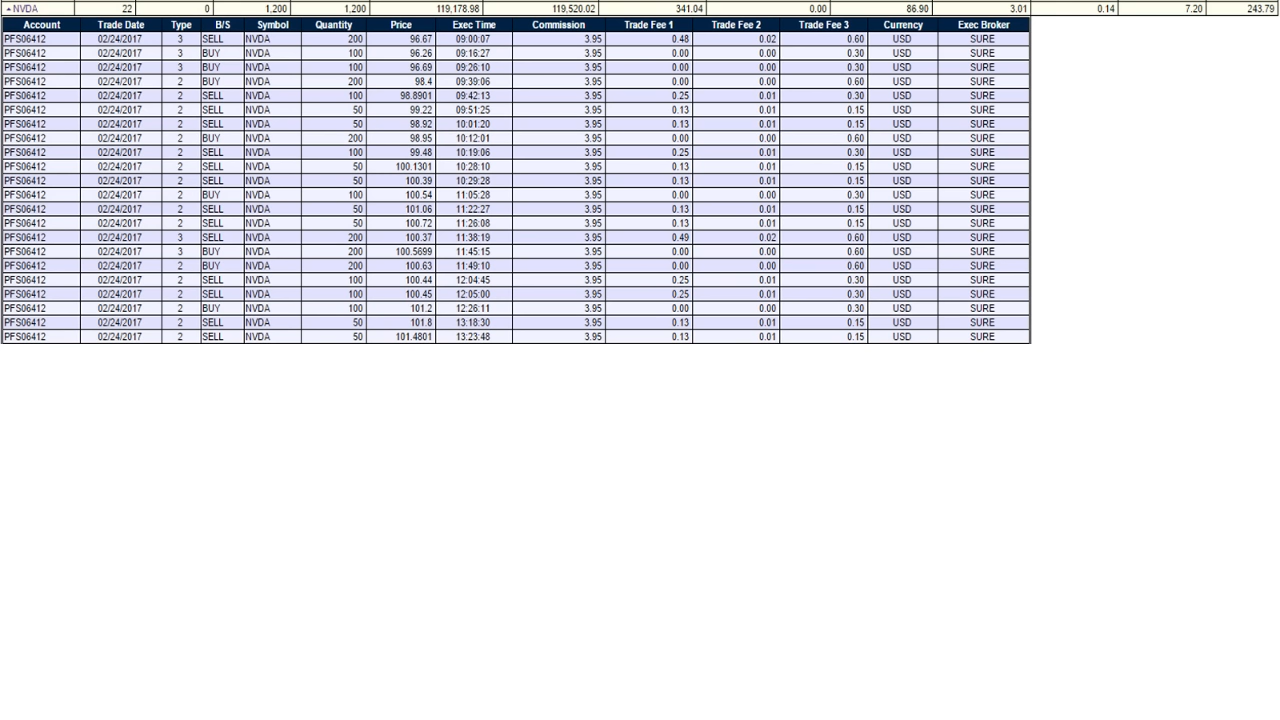 NVDA 22 0 1,200 1,200 119,178.98 119,520.02 341.04 0.00 86.90 3.01 0.14 7.20 243.79
Account Trade Date Type B/S Symbol Quantity Price Exec Time Commission Trade Fee 1 Trade Fee 2 Trade Fee 3 Currency Exec Broker
PFS06412 02/24/2017 3 SELL NVDA 200 96.67 09:00:07 3.95 0.48 0.02 0.60 USD SURE
PFS06412 02/24/2017 3 BUY NVDA 100 96.26 09:16:27 3.95 0.00 0.00 0.30 USD SURE
PFS06412 02/24/2017 3 BUY NVDA 100 96.69 09:26:10 3.95 0.00 0.00 0.30 USD SURE
PFS06412 02/24/2017 2 BUY NVDA 200 98.4 09:39:06 3.95 0.00 0.00 0.60 USD SURE
PFS06412 02/24/2017 2 SELL NVDA 100 98.8901 09:42:13 3.95 0.25 0.01 0.30 USD SURE
PFS06412 02/24/2017 2 SELL NVDA 50 99.22 09:51:25 3.95 0.13 0.01 0.15 USD SURE
PFS06412 02/24/2017 2 SELL NVDA 50 98.92 10:01:20 3.95 0.13 0.01 0.15 USD SURE
PFS06412 02/24/2017 2 BUY NVDA 200 98.95 10:12:01 3.95 0.00 0.00 0.60 USD SURE
PFS06412 02/24/2017 2 SELL NVDA 100 99.48 10:19:06 3.95 0.25 0.01 0.30 USD SURE
PFS06412 02/24/2017 2 SELL NVDA 50 100.1301 10:28:10 3.95 0.13 0.01 0.15 USD SURE
PFS06412 02/24/2017 2 SELL NVDA 50 100.39 10:29:28 3.95 0.13 0.01 0.15 USD SURE
PFS06412 02/24/2017 2 BUY NVDA 100 100.54 11:05:28 3.95 0.00 0.00 0.30 USD SURE
PFS06412 02/24/2017 2 SELL NVDA 50 101.06 11:22:27 3.95 0.13 0.01 0.15 USD SURE
PFS06412 02/24/2017 2 SELL NVDA 50 100.72 11:26:08 3.95 0.13 0.01 0.15 USD SURE
PFS06412 02/24/2017 3 SELL NVDA 200 100.37 11:38:19 3.95 0.49 0.02 0.60 USD SURE
PFS06412 02/24/2017 3 BUY NVDA 200 100.5699 11:45:15 3.95 0.00 0.00 0.60 USD SURE
PFS06412 02/24/2017 2 BUY NVDA 200 100.63 11:49:10 3.95 0.00 0.00 0.60 USD SURE
PFS06412 02/24/2017 2 SELL NVDA 100 100.44 12:04:45 3.95 0.25 0.01 0.30 USD SURE
PFS06412 02/24/2017 2 SELL NVDA 100 100.45 12:05:00 3.95 0.25 0.01 0.30 USD SURE
PFS06412 02/24/2017 2 BUY NVDA 100 101.2 12:26:11 3.95 0.00 0.00 0.30 USD SURE
PFS06412 02/24/2017 2 SELL NVDA 50 101.8 13:18:30 3.95 0.13 0.01 0.15 USD SURE
PFS06412 02/24/2017 2 SELL NVDA 50 101.4801 13:23:48 3.95 0.13 0.01 0.15 USD SURE